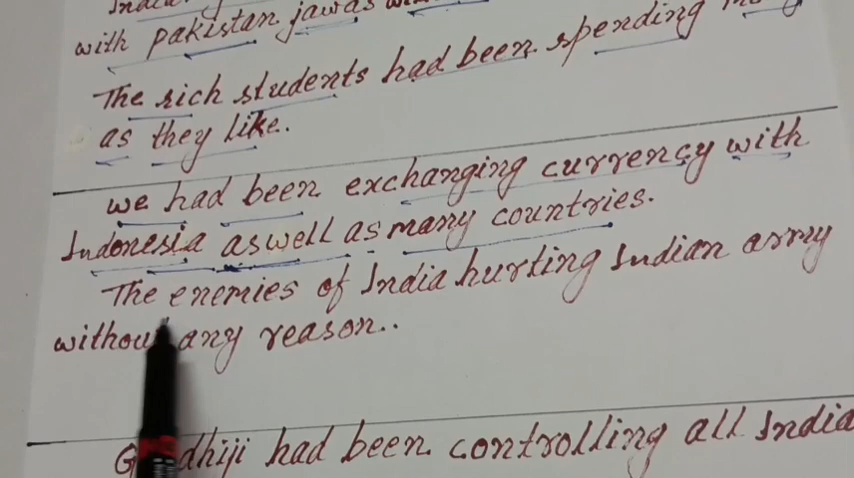 with pakistan jawas
The rich students had been spending
as they like..
we had been exchanging currency with
Indonesia aswell as many countries.
The enemies of India hurting Indian army
without any reason..
had been controlling all India